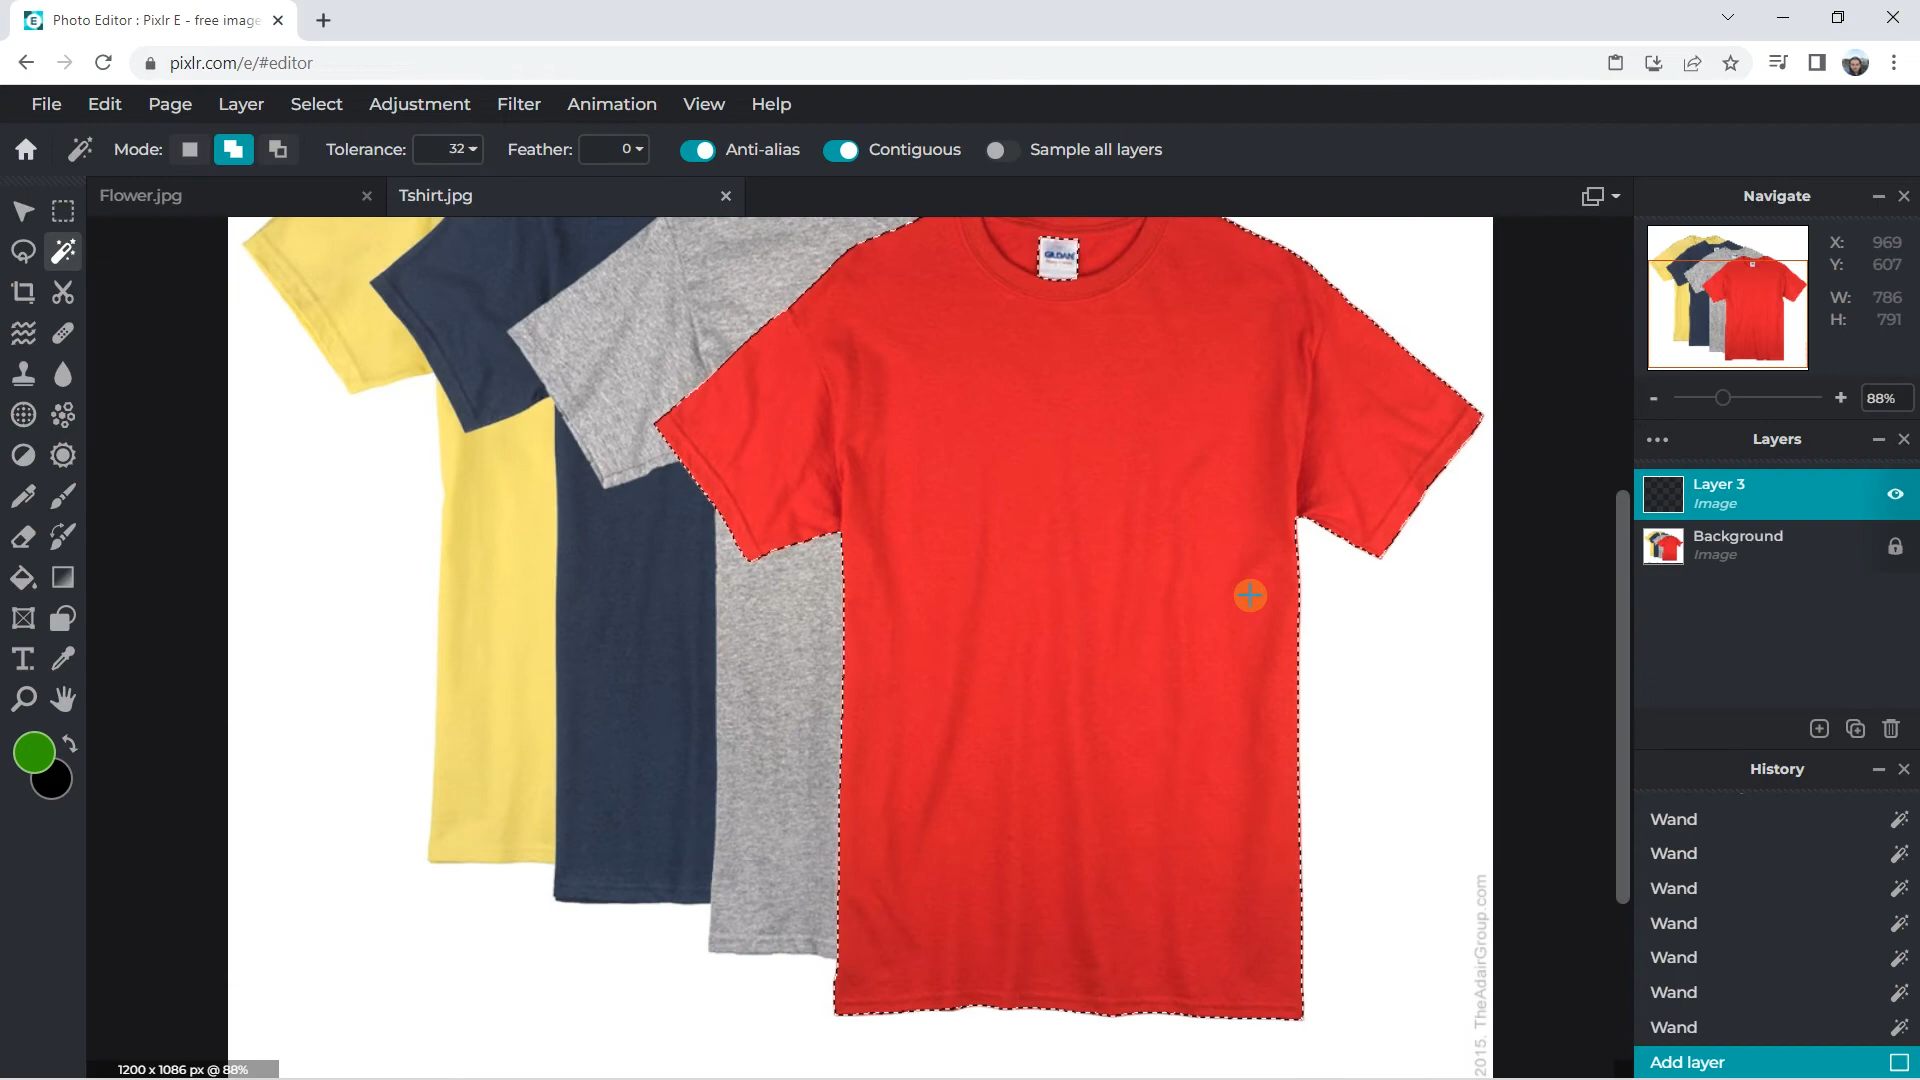 Photo Editor : Pixlr E - free image
pixlr.com/e/#editor
File Edit Page Layer Select Adjustment Filter Animation View Help
Mode: Tolerance: 32 Feather: 0 Anti-alias Contiguous Sample all layers
Flower.jpg Tshirt.jpg
Navigate
X: 969
Y: 607
W: 786
H: 791
- + 88%
Layers
Layer 3
Image
Background
Image
History
Wand
Wand
Wand
Wand
Wand
Wand
Wand
Add layer
GILDAN
2015. TheAdairGroup.com
T
1200 x 1086 px @ 88%